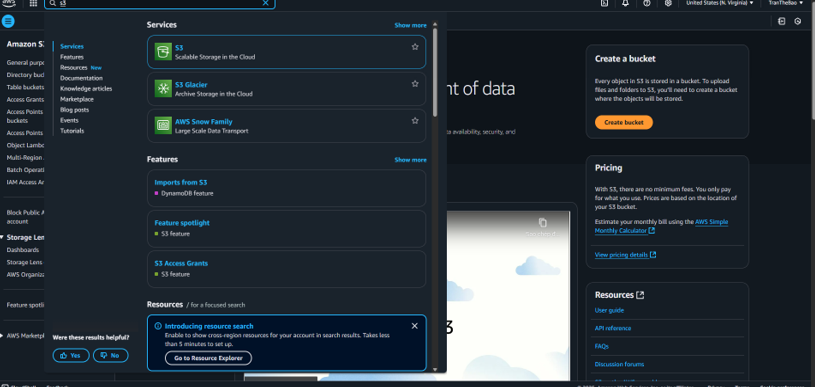 aws
s3
United States (N. Virginia)
TranTheBao
Amazon S3
General purpo
Directory buc
Table buckets
Access Grants
Access Points
buckets
Access Points
Object Lambd
Multi-Region
Batch Operati
IAM Access An
Block Public A
account
Storage Lens
Dashboards
Storage Lens
AWS Organiza
Feature spotli
AWS Marketpl
Services
Features
Resources New
Documentation
Knowledge articles
Marketplace
Blog posts
Events
Tutorials
Were these results helpful?
Yes
No
Services
Show more
S3
Scalable Storage in the Cloud
S3 Glacier
Archive Storage in the Cloud
AWS Snow Family
Large Scale Data Transport
Features
Show more
Imports from S3
DynamoDB feature
Feature spotlight
S3 feature
S3 Access Grants
S3 feature
Resources / for a focused search
Introducing resource search
Enable to show cross-region resources for your account in search results. Takes less
than 5 minutes to set up.
Go to Resource Explorer
nt of data
ta availability, security, and
3
Create a bucket
Every object in S3 is stored in a bucket. To upload
files and folders to S3, you'll need to create a bucket
where the objects will be stored.
Create bucket
Pricing
With S3, there are no minimum fees. You only pay
for what you use. Prices are based on the location of
your S3 bucket.
Estimate your monthly bill using the AWS Simple
Monthly Calculator
View pricing details
Resources
User guide
API reference
FAQs
Discussion forums